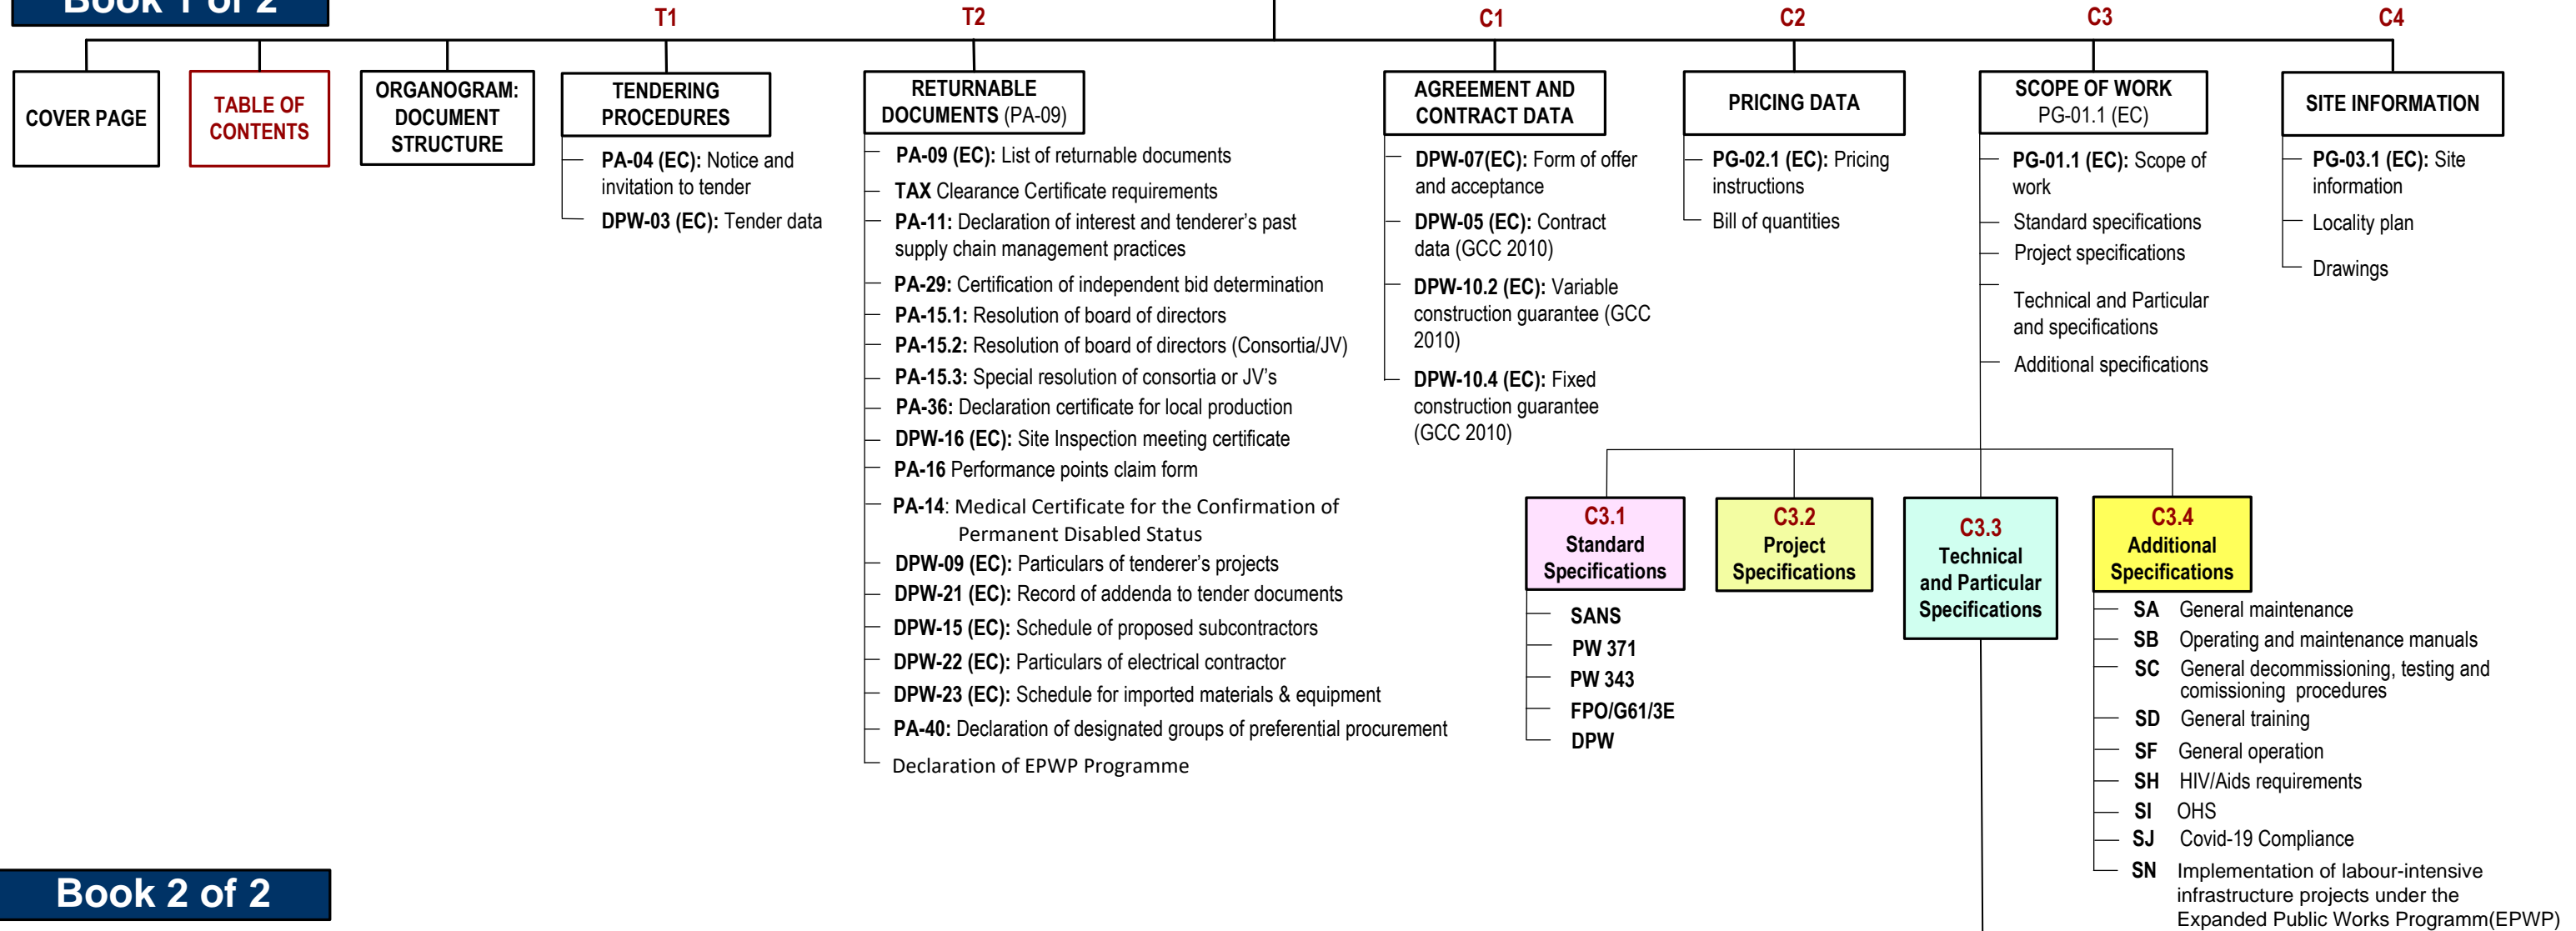 Book 1 of 2
T1
T2
C1
C2
C3
C4
COVER PAGE
TABLE OF
CONTENTS
ORGANOGRAM:
DOCUMENT
STRUCTURE
TENDERING
PROCEDURES
PA-04 (EC): Notice and
invitation to tender
DPW-03 (EC): Tender data
RETURNABLE
DOCUMENTS (PA-09)
PA-09 (EC): List of returnable documents
TAX Clearance Certificate requirements
PA-11: Declaration of interest and tenderer's past
supply chain management practices
PA-29: Certification of independent bid determination
PA-15.1: Resolution of board of directors
PA-15.2: Resolution of board of directors (Consortia/JV)
PA-15.3: Special resolution of consortia or JV's
PA-36: Declaration certificate for local production
DPW-16 (EC): Site Inspection meeting certificate
PA-16 Performance points claim form
PA-14: Medical Certificate for the Confirmation of
Permanent Disabled Status
DPW-09 (EC): Particulars of tenderer's projects
DPW-21 (EC): Record of addenda to tender documents
DPW-15 (EC): Schedule of proposed subcontractors
DPW-22 (EC): Particulars of electrical contractor
DPW-23 (EC): Schedule for imported materials & equipment
PA-40: Declaration of designated groups of preferential procurement
Declaration of EPWP Programme
AGREEMENT AND
CONTRACT DATA
DPW-07(EC): Form of offer
and acceptance
DPW-05 (EC): Contract
data (GCC 2010)
DPW-10.2 (EC): Variable
construction guarantee (GCC
2010)
DPW-10.4 (EC): Fixed
construction guarantee
(GCC 2010)
PRICING DATA
PG-02.1 (EC): Pricing
instructions
Bill of quantities
SCOPE OF WORK
PG-01.1 (EC)
PG-01.1 (EC): Scope of
work
Standard specifications
Project specifications
Technical and Particular
and specifications
Additional specifications
SITE INFORMATION
PG-03.1 (EC): Site
information
Locality plan
Drawings
C3.1
Standard
Specifications
SANS
PW 371
PW 343
FPO/G61/3E
DPW
C3.2
Project
Specifications
C3.3
Technical
and Particular
Specifications
C3.4
Additional
Specifications
SA General maintenance
SB Operating and maintenance manuals
SC General decommissioning, testing and
comissioning procedures
SD General training
SF General operation
SH HIV/Aids requirements
SI OHS
SJ Covid-19 Compliance
SN Implementation of labour-intensive
infrastructure projects under the
Expanded Public Works Programm(EPWP)
Book 2 of 2